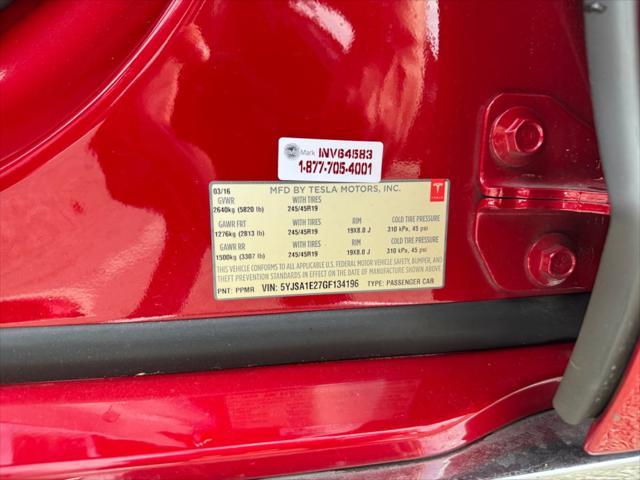 Mark INV64583
1-877-705-4001
03/16 MFD BY TESLA MOTORS, INC.
GVWR WITH TIRES
2640kg (5820 lb) 245/45R19
GAWR FRT WITH TIRES RIM COLD TIRE PRESSURE
1276kg (2813 lb) 245/45R19 19X8.0 J 310 kPa, 45 psi
GAWR RR WITH TIRES RIM COLD TIRE PRESSURE
1500kg (3307 lb) 245/45R19 19X8.0 J 310 kPa, 45 psi
THIS VEHICLE CONFORMS TO ALL APPLICABLE U.S. FEDERAL MOTOR VEHICLE SAFETY, BUMPER, AND
THEFT PREVENTION STANDARDS IN EFFECT ON THE DATE OF MANUFACTURE SHOWN ABOVE.
PNT: PPMR VIN: 5YJSA1E27GF134196 TYPE: PASSENGER CAR